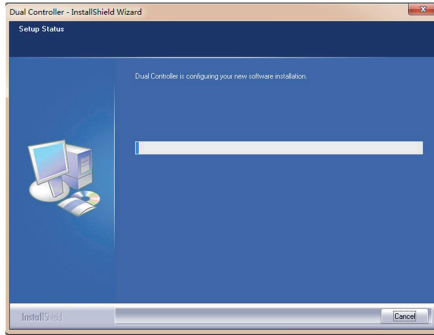 Dual Controller - InstallShield Wizard
Setup Status
Dual Controller is configuring your new software installation.
InstallShield
Cancel